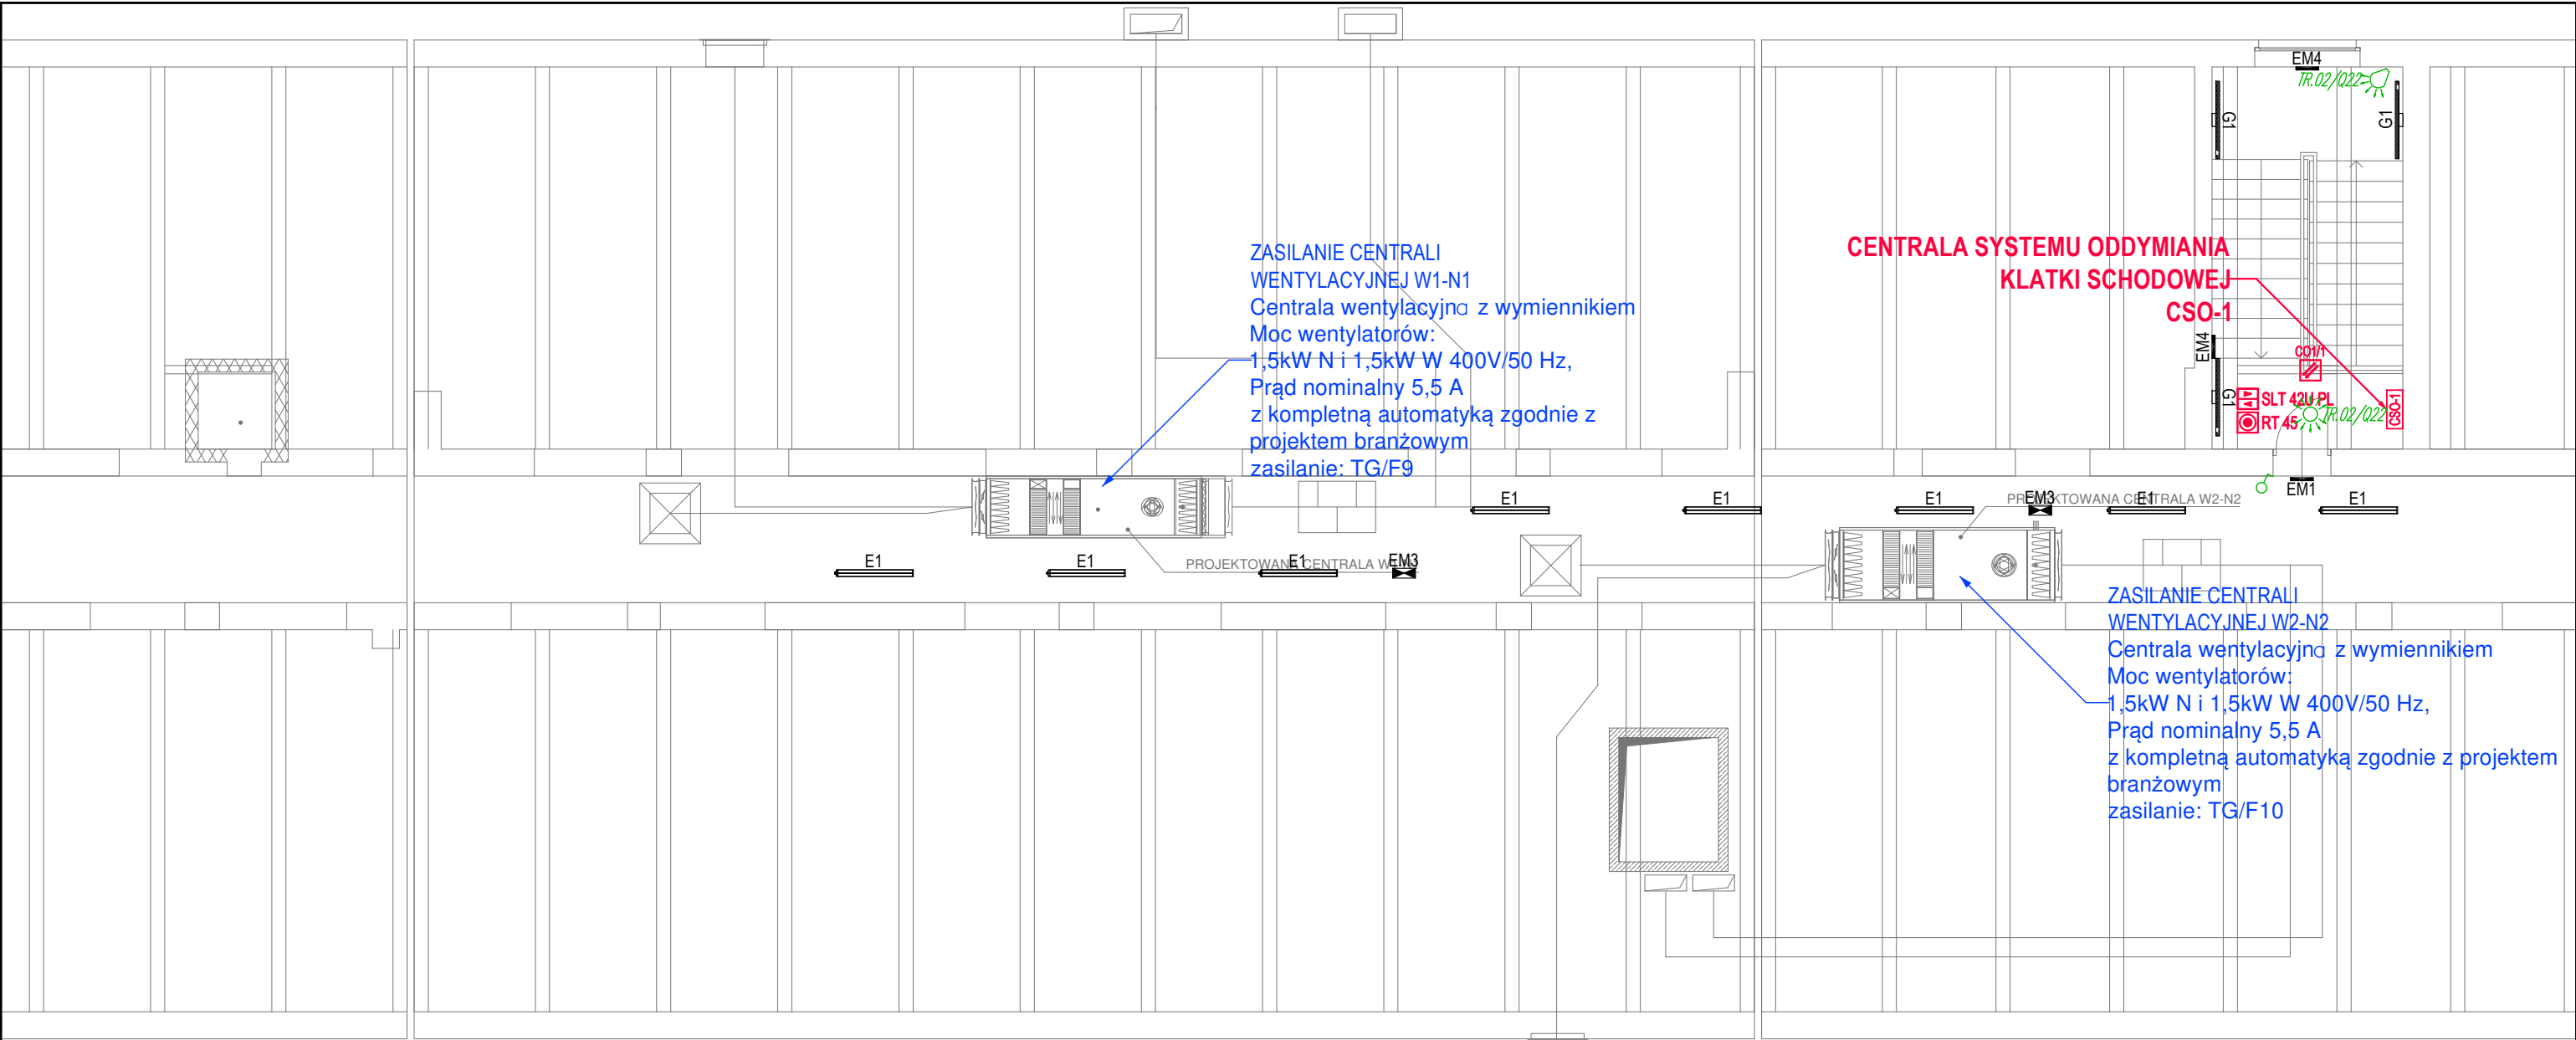 EM4
TR.02/Q22
G1
G1
CENTRALA SYSTEMU ODDYMIANIA
KLATKI SCHODOWEJ
CSO-1
ZASILANIE CENTRALI
WENTYLACYJNEJ W1-N1
Centrala wentylacyjna z wymiennikiem
Moc wentylatorów:
1,5kW N i 1,5kW W 400V/50 Hz,
Prąd nominalny 5,5 A
z kompletną automatyką zgodnie z
projektem branżowym
zasilanie: TG/F9
EM4
CO1/1
G1
SLT 42U PL
RT 45
TR.02/Q22
CSO-1
EM1
E1
E1
E1
EM3
E1
E1
PROJEKTOWANA CENTRALA W2-N2
E1
E1
E1
EM3
PROJEKTOWANA CENTRALA
ZASILANIE CENTRALI
WENTYLACYJNEJ W2-N2
Centrala wentylacyjna z wymiennikiem
Moc wentylatorów:
1,5kW N i 1,5kW W 400V/50 Hz,
Prąd nominalny 5,5 A
z kompletną automatyką zgodnie z projektem
branżowym
zasilanie: TG/F10